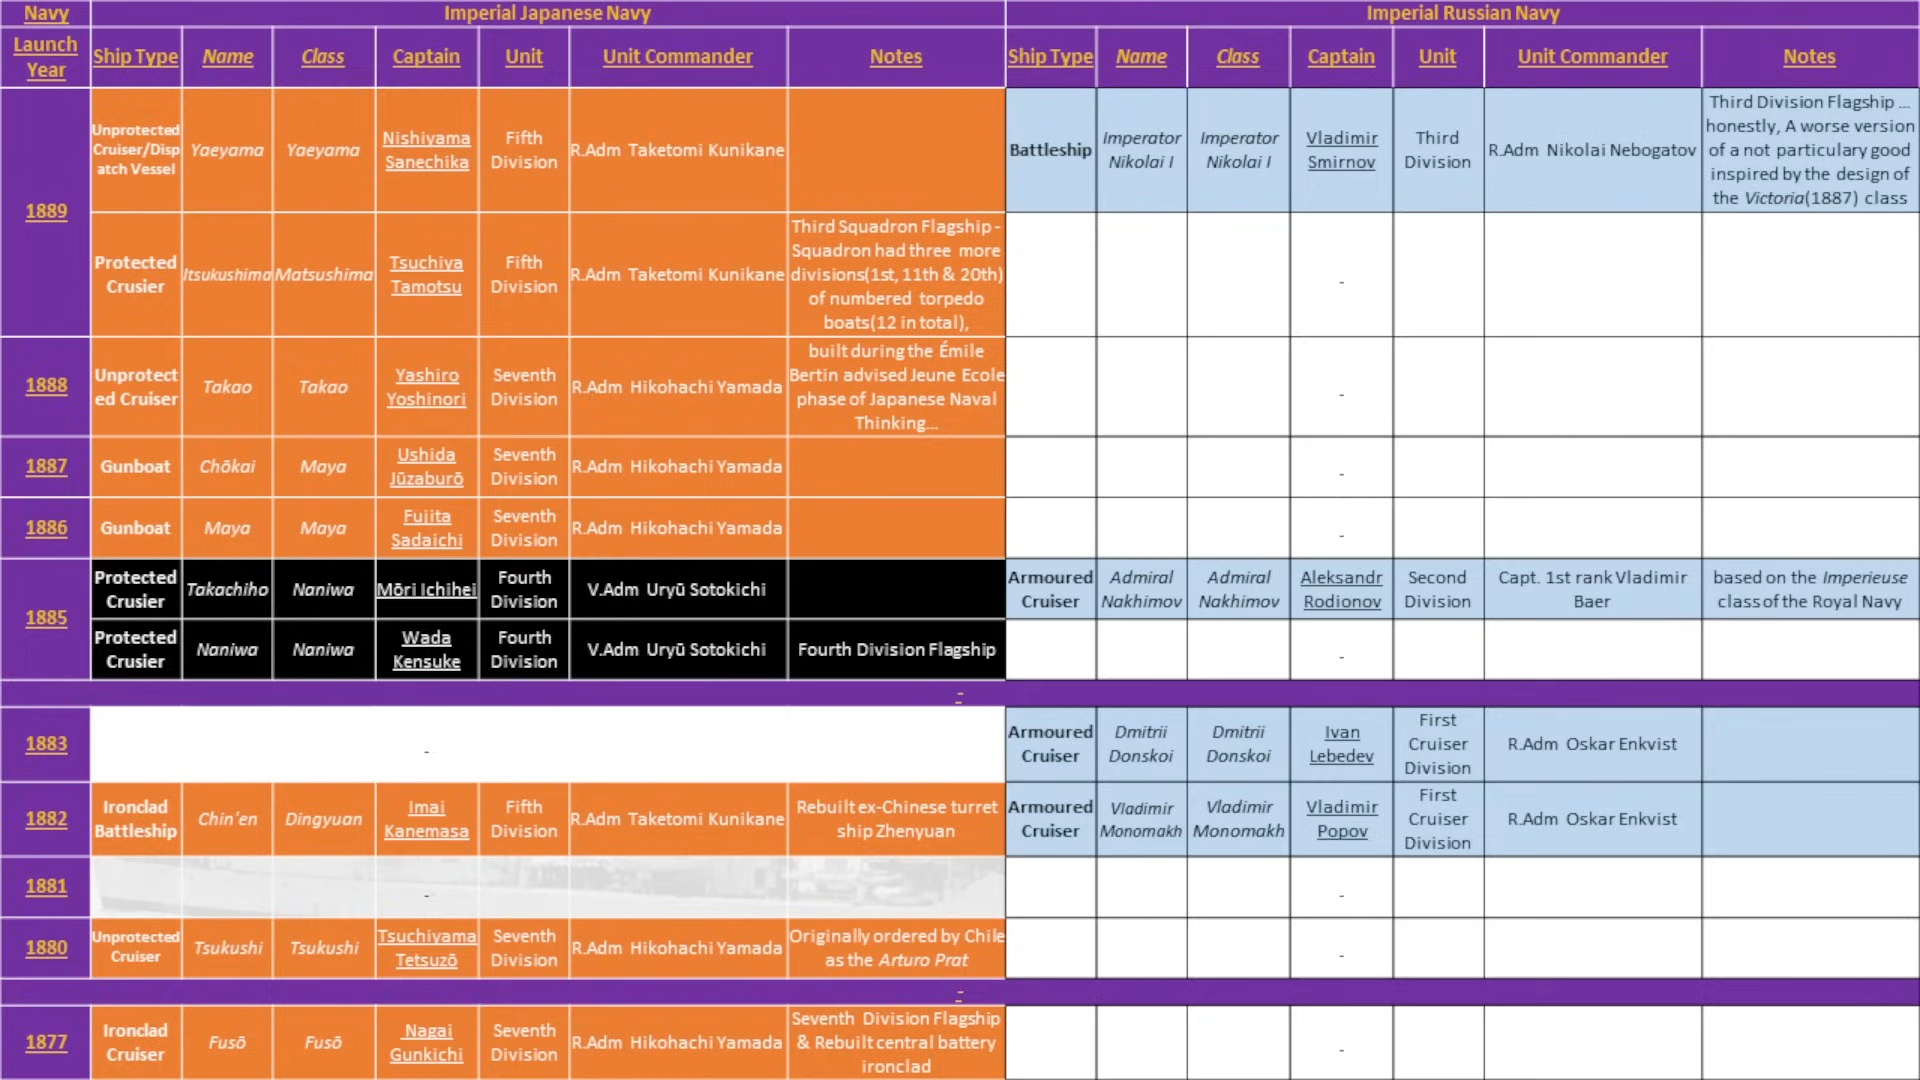 Navy Imperial Japanese Navy Imperial Russian Navy
Launch Year Ship Type Name Class Captain Unit Unit Commander Notes Ship Type Name Class Captain Unit Unit Commander Notes
1889
Unprotected Cruiser/Disp atch Vessel Yaeyama Yaeyama Nishiyama Sanechika Fifth Division R.Adm Taketomi Kunikane
Battleship Imperator Nikolai I Imperator Nikolai I Vladimir Smirnov Third Division R.Adm Nikolai Nebogatov Third Division Flagship ... honestly, A worse version of a not particulary good inspired by the design of the Victoria(1887) class
Protected Crusier Itsukushima Matsushima Tsuchiya Tamotsu Fifth Division R.Adm Taketomi Kunikane Third Squadron Flagship - Squadron had three more divisions(1st, 11th & 20th) of numbered torpedo boats(12 in total), -
1888 Unprotect ed Cruiser Takao Takao Yashiro Yoshinori Seventh Division R.Adm Hikohachi Yamada built during the Émile Bertin advised Jeune Ecole phase of Japanese Naval Thinking... -
1887 Gunboat Chōkai Maya Ushida Jūzaburō Seventh Division R.Adm Hikohachi Yamada -
1886 Gunboat Maya Maya Fujita Sadaichi Seventh Division R.Adm Hikohachi Yamada -
1885
Protected Crusier Takachiho Naniwa Mōri Ichihei Fourth Division V.Adm Uryū Sotokichi
Armoured Cruiser Admiral Nakhimov Admiral Nakhimov Aleksandr Rodionov Second Division Capt. 1st rank Vladimir Baer based on the Imperieuse class of the Royal Navy
Protected Crusier Naniwa Naniwa Wada Kensuke Fourth Division V.Adm Uryū Sotokichi Fourth Division Flagship -
-
1883 - Armoured Cruiser Dmitrii Donskoi Dmitrii Donskoi Ivan Lebedev First Cruiser Division R.Adm Oskar Enkvist
1882 Ironclad Battleship Chin'en Dingyuan Imai Kanemasa Fifth Division R.Adm Taketomi Kunikane Rebuilt ex-Chinese turret ship Zhenyuan
Armoured Cruiser Vladimir Monomakh Vladimir Monomakh Vladimir Popov First Cruiser Division R.Adm Oskar Enkvist
1881 - -
1880 Unprotected Cruiser Tsukushi Tsukushi Tsuchiyama Tetsuzō Seventh Division R.Adm Hikohachi Yamada Originally ordered by Chile as the Arturo Prat -
-
1877 Ironclad Cruiser Fusō Fusō Nagai Gunkichi Seventh Division R.Adm Hikohachi Yamada Seventh Division Flagship & Rebuilt central battery ironclad -